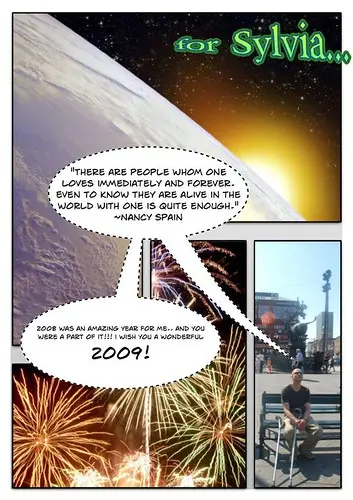 for Sylvia...
"THERE ARE PEOPLE WHOM ONE
LOVES IMMEDIATELY AND FOREVER.
EVEN TO KNOW THEY ARE ALIVE IN THE
WORLD WITH ONE IS QUITE ENOUGH."
~NANCY SPAIN
2008 WAS AN AMAZING YEAR FOR ME.. AND YOU
WERE A PART OF IT!!! I WISH YOU A WONDERFUL
2009!